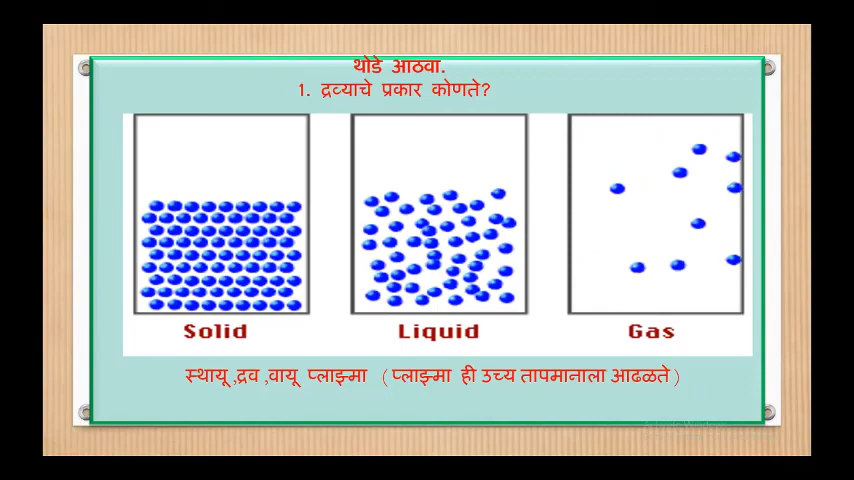 थोडे आठवा.
1. द्रव्याचे प्रकार कोणते?
Solid Liquid Gas
स्थायू ,द्रव ,वायू प्लाझ्मा ( प्लाझ्मा ही उच्य तापमानाला आढळते )